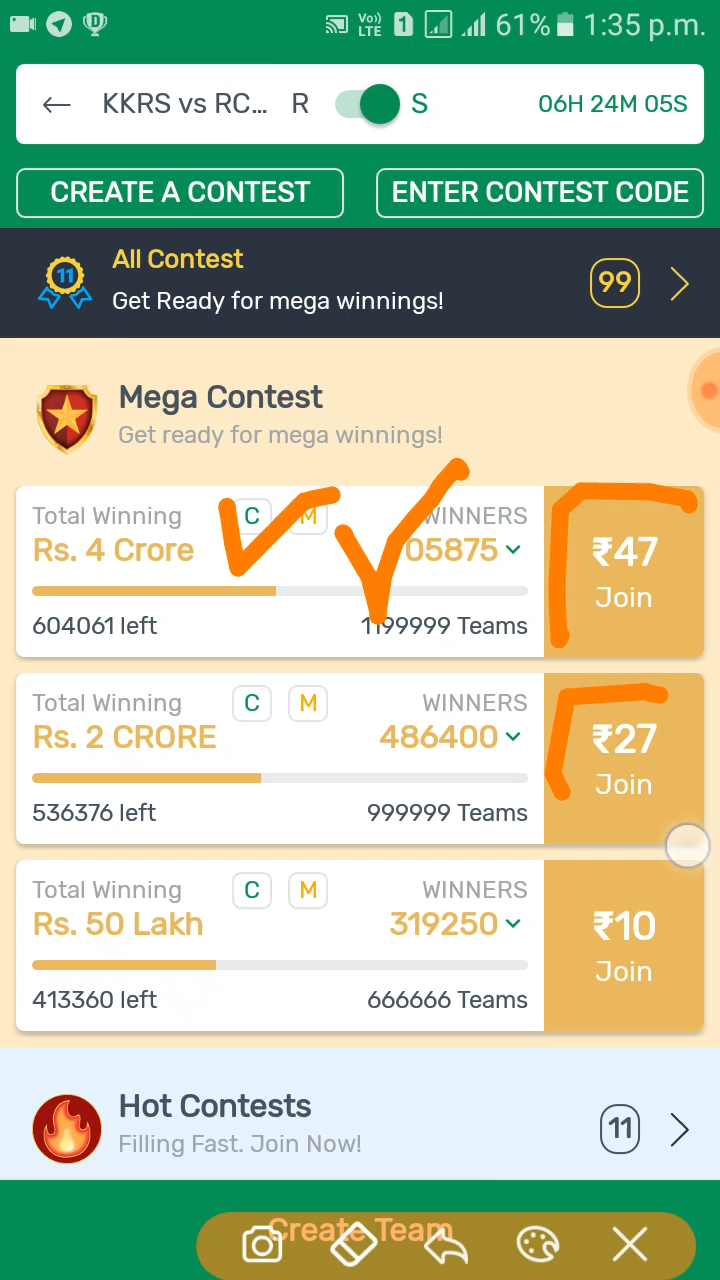 Vo)) LTE 1 61% 1:35 p.m.
KKRS vs RC... R S 06H 24M 05S
CREATE A CONTEST ENTER CONTEST CODE
11 All Contest 99
Get Ready for mega winnings!
Mega Contest
Get ready for mega winnings!
Total Winning C M WINNERS
Rs. 4 Crore 05875 ₹47
Join
604061 left 1199999 Teams
Total Winning C M WINNERS
Rs. 2 CRORE 486400 ₹27
Join
536376 left 999999 Teams
Total Winning C M WINNERS
Rs. 50 Lakh 319250 ₹10
Join
413360 left 666666 Teams
Hot Contests 11
Filling Fast. Join Now!
Create Team